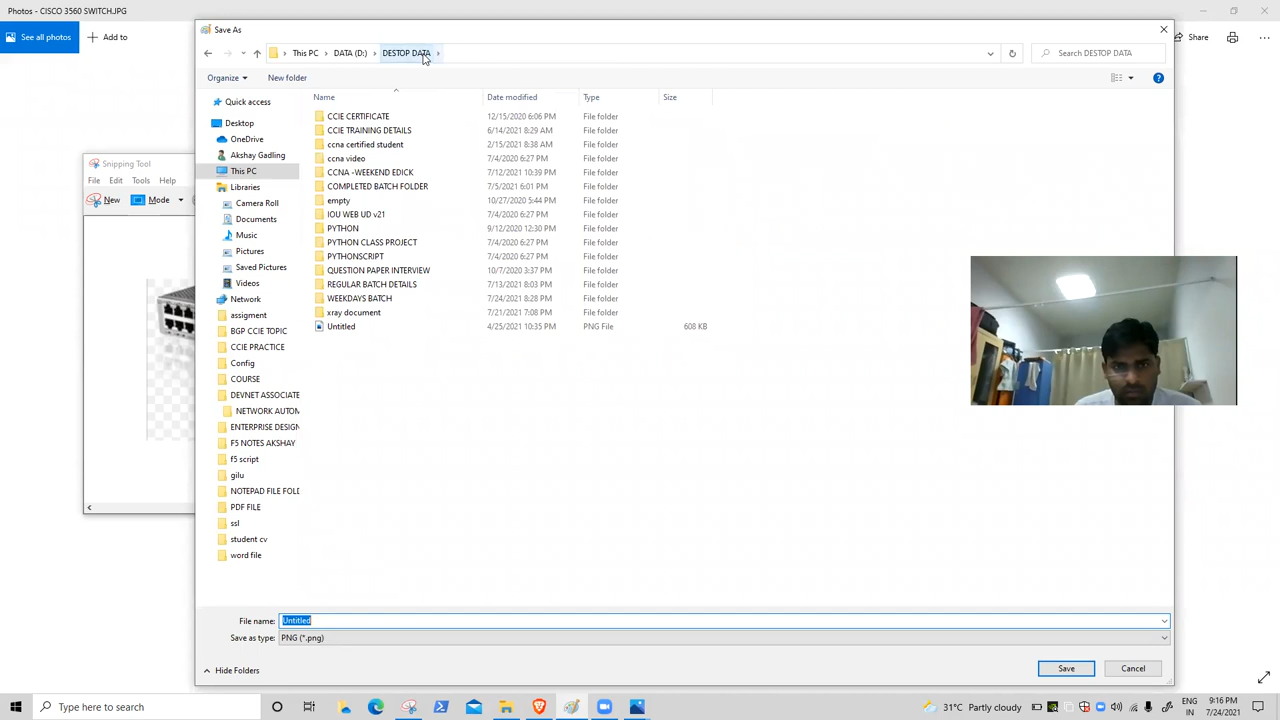 Photos - CISCO 3560 SWITCH.JPG
See all photos
Add to
Share
Save As
This PC
DATA (D:)
DESTOP DATA
Search DESTOP DATA
Organize
New folder
Name
Date modified
Type
Size
Quick access
Desktop
OneDrive
Akshay Gadling
This PC
Libraries
Camera Roll
Documents
Music
Pictures
Saved Pictures
Videos
Network
assigment
BGP CCIE TOPIC
CCIE PRACTICE
Config
COURSE
DEVNET ASSOCIATE
NETWORK AUTOM
ENTERPRISE DESIGN
F5 NOTES AKSHAY
f5 script
gilu
NOTEPAD FILE FOLD
PDF FILE
ssl
student cv
word file
CCIE CERTIFICATE 12/15/2020 6:06 PM File folder
CCIE TRAINING DETAILS 6/14/2021 8:29 AM File folder
ccna certified student 2/15/2021 8:38 AM File folder
ccna video 7/4/2020 6:27 PM File folder
CCNA -WEEKEND EDICK 7/12/2021 10:39 PM File folder
COMPLETED BATCH FOLDER 7/5/2021 6:01 PM File folder
empty 10/27/2020 5:44 PM File folder
IOU WEB UD v21 7/4/2020 6:27 PM File folder
PYTHON 9/12/2020 12:30 PM File folder
PYTHON CLASS PROJECT 7/4/2020 6:27 PM File folder
PYTHONSCRIPT 7/4/2020 6:27 PM File folder
QUESTION PAPER INTERVIEW 10/7/2020 3:37 PM File folder
REGULAR BATCH DETAILS 7/13/2021 8:03 PM File folder
WEEKDAYS BATCH 7/24/2021 8:28 PM File folder
xray document 7/21/2021 7:08 PM File folder
Untitled 4/25/2021 10:35 PM PNG File 608 KB
Snipping Tool
File Edit Tools Help
New Mode
File name: Untitled
Save as type: PNG (*.png)
Hide Folders
Save
Cancel
Type here to search
31°C Partly cloudy
ENG
IN
9:16 PM
7/24/2021